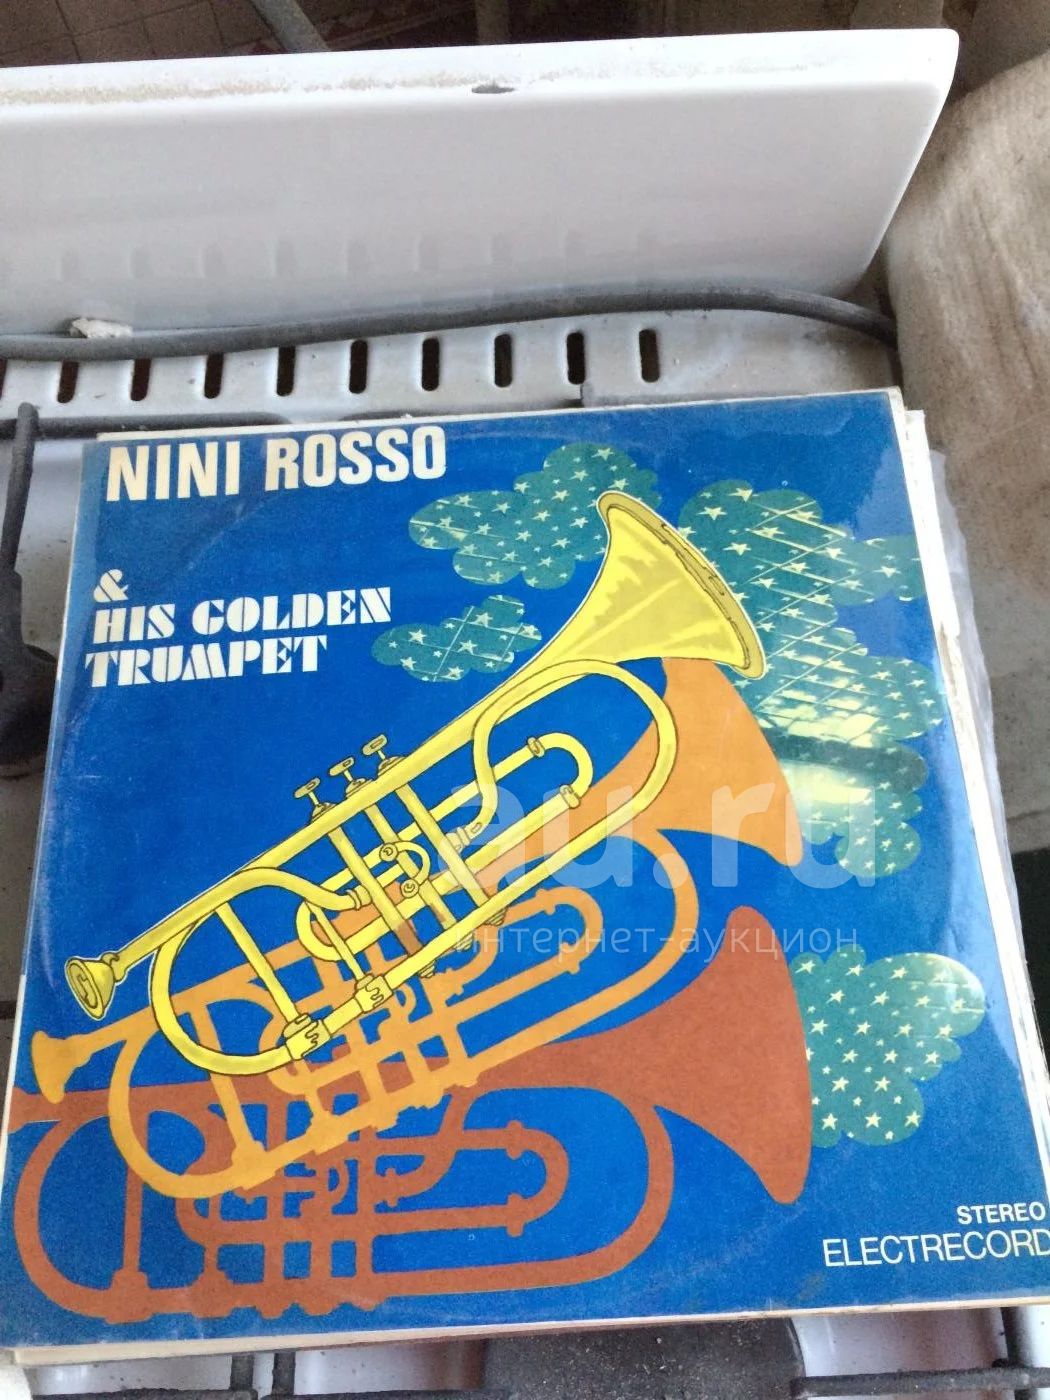 NINI ROSSO
&
HIS GOLDEN
TRUMPET
au.ru
интернет-аукцион
STEREO
ELECTRECORD